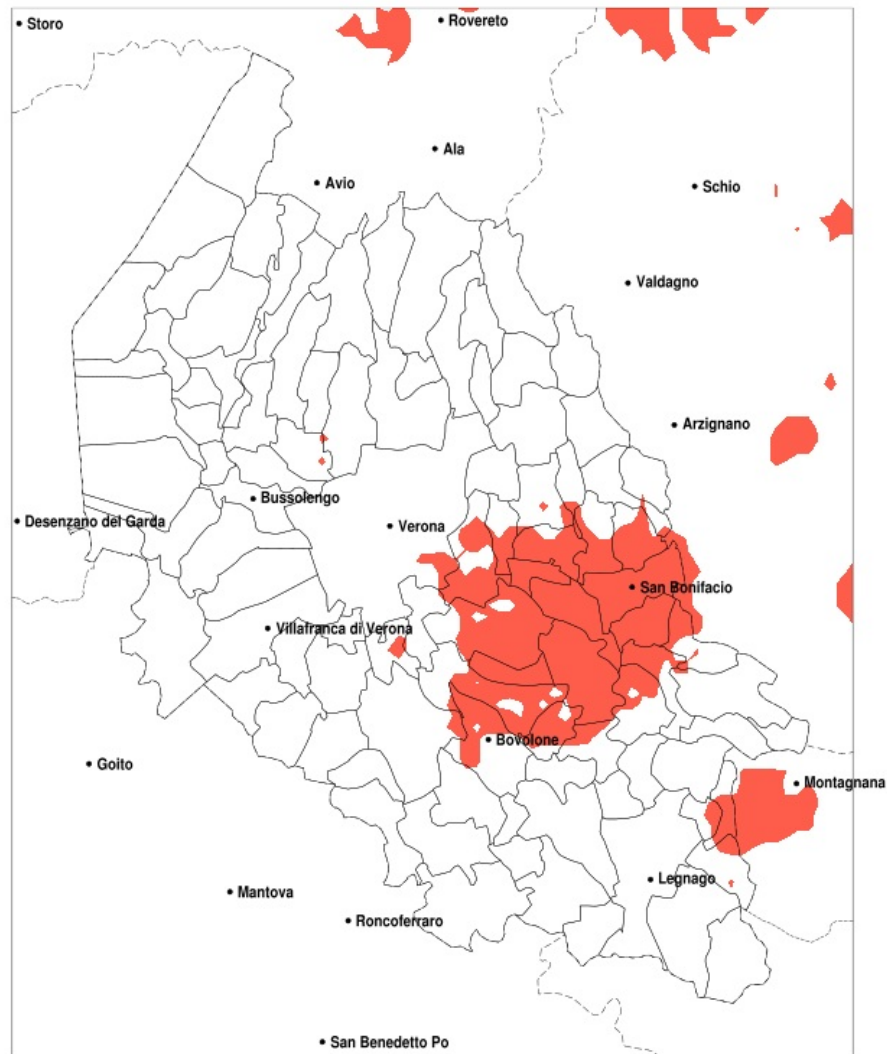 Storo
Rovereto
Ala
Avio
Schio
Valdagno
Arzignano
Bussolengo
Desenzano del Garda
Verona
San Bonifacio
Villafranca di Verona
Bovolone
Goito
Montagnana
Legnago
Mantova
Roncoferraro
San Benedetto Po